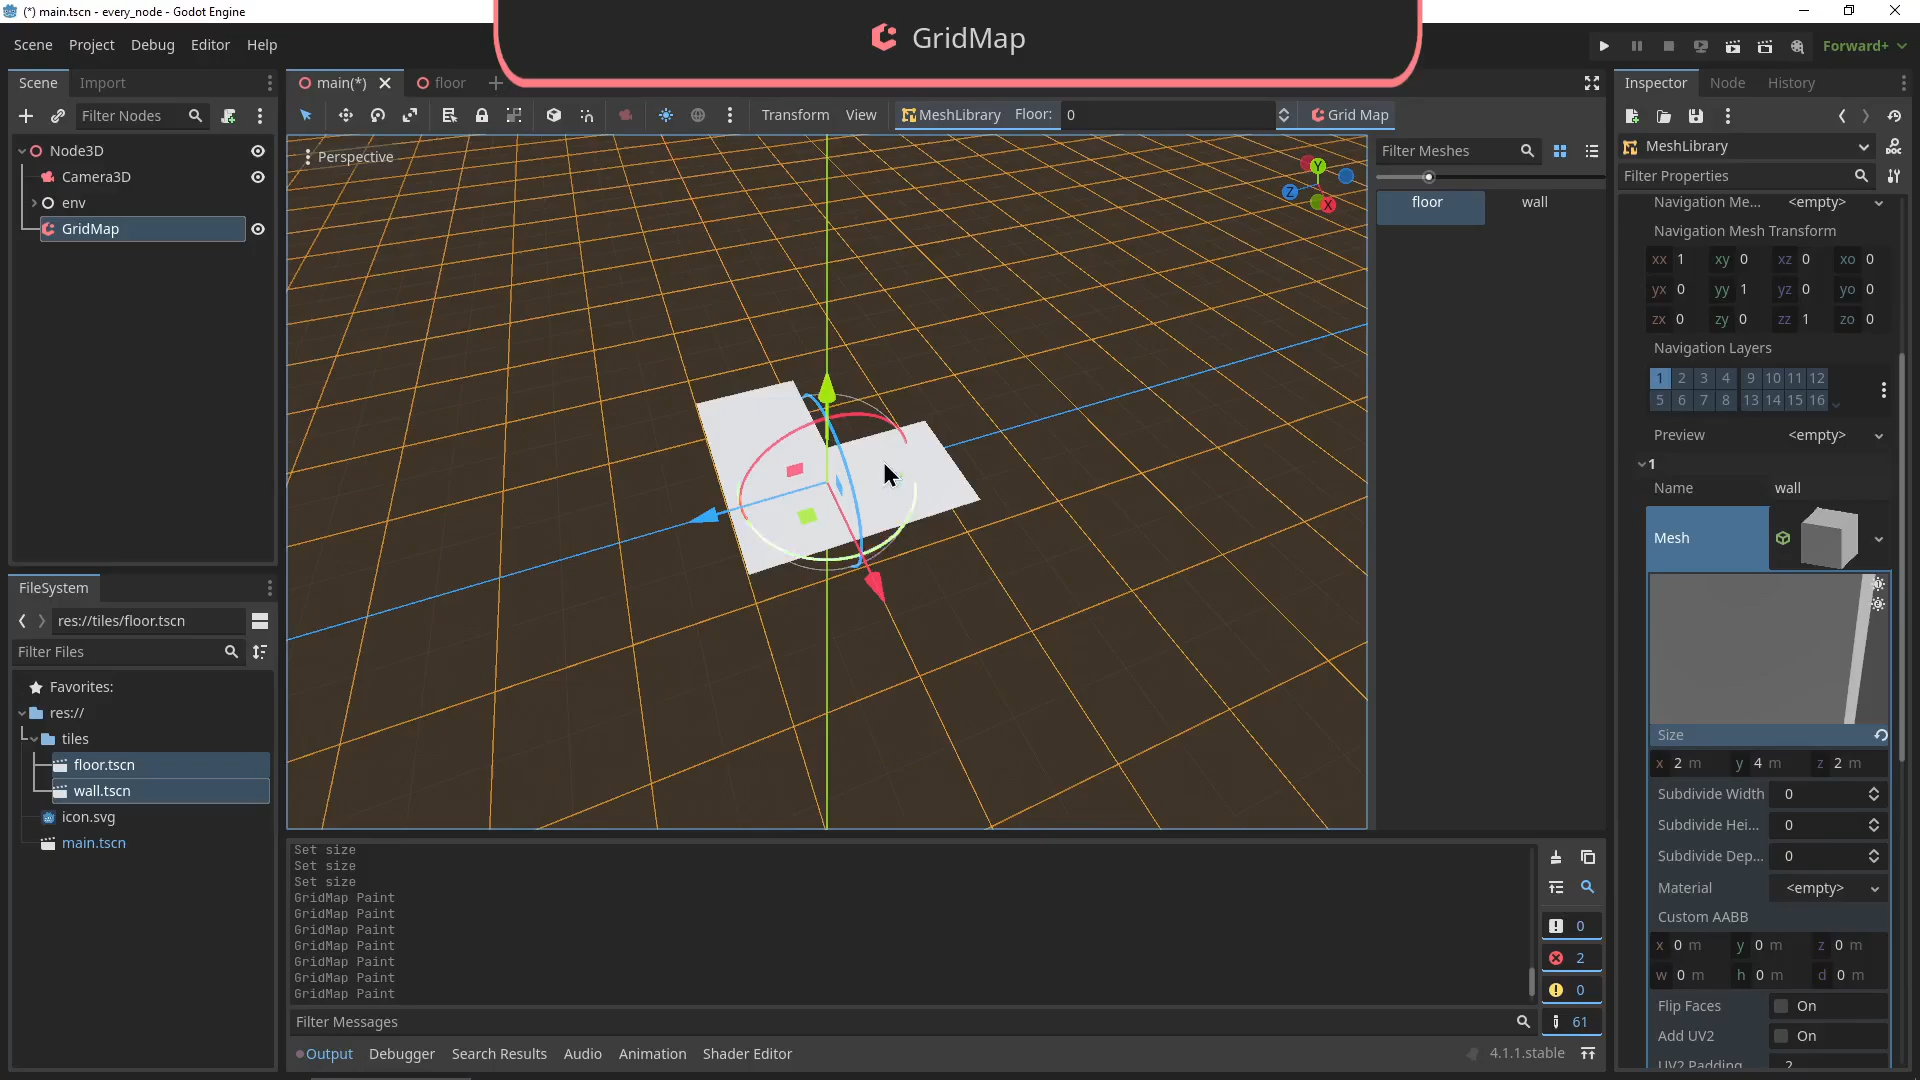 (*) main.tscn - every_node - Godot Engine
GridMap
Scene Project Debug Editor Help
Forward+
Scene Import
Filter Nodes
Node3D
Camera3D
env
GridMap
FileSystem
res://tiles/floor.tscn
Filter Files
Favorites:
res://
tiles
floor.tscn
wall.tscn
icon.svg
main.tscn
main(*) floor
Transform View MeshLibrary Floor: 0 Grid Map
Perspective
Y
Z
X
Filter Meshes
floor wall
Set size
Set size
Set size
GridMap Paint
GridMap Paint
GridMap Paint
GridMap Paint
GridMap Paint
GridMap Paint
GridMap Paint
Filter Messages
0
2
0
61
Output Debugger Search Results Audio Animation Shader Editor
4.1.1.stable
Inspector Node History
MeshLibrary
Filter Properties
Navigation Me... <empty>
Navigation Mesh Transform
xx 1 xy 0 xz 0 xo 0
yx 0 yy 1 yz 0 yo 0
zx 0 zy 0 zz 1 zo 0
Navigation Layers
1 2 3 4 9 10 11 12
5 6 7 8 13 14 15 16
Preview <empty>
1
Name wall
Mesh
Size
x 2 m y 4 m z 2 m
Subdivide Width 0
Subdivide Hei... 0
Subdivide Dep... 0
Material <empty>
Custom AABB
x 0 m y 0 m z 0 m
w 0 m h 0 m d 0 m
Flip Faces On
Add UV2 On
UV2 Padding 2